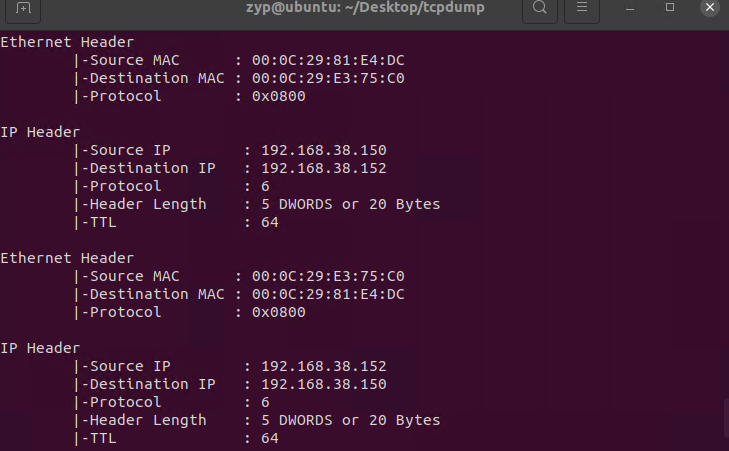 zyp@ubuntu: ~/Desktop/tcpdump
Ethernet Header
|-Source MAC : 00:0C:29:81:E4:DC
|-Destination MAC : 00:0C:29:E3:75:C0
|-Protocol : 0x0800
IP Header
|-Source IP : 192.168.38.150
|-Destination IP : 192.168.38.152
|-Protocol : 6
|-Header Length : 5 DWORDS or 20 Bytes
|-TTL : 64
Ethernet Header
|-Source MAC : 00:0C:29:E3:75:C0
|-Destination MAC : 00:0C:29:81:E4:DC
|-Protocol : 0x0800
IP Header
|-Source IP : 192.168.38.152
|-Destination IP : 192.168.38.150
|-Protocol : 6
|-Header Length : 5 DWORDS or 20 Bytes
|-TTL : 64